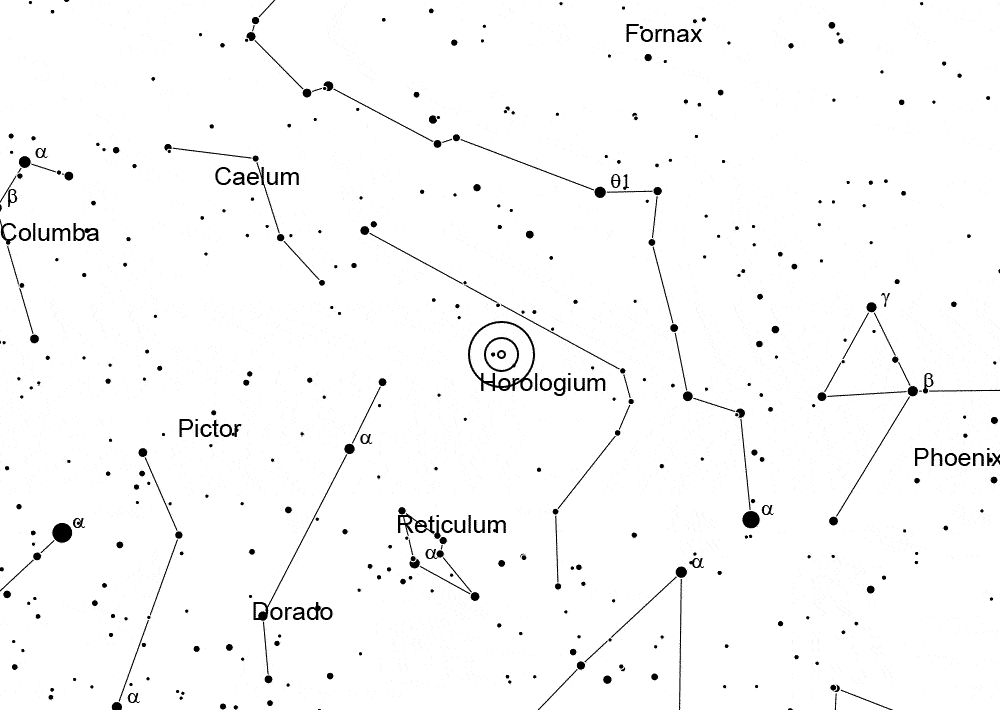 Fornax
α
Caelum
θ1
β
Columba
γ
β
Horologium
Pictor
α
Phoenix
α
Reticulum
α
α
α
Dorado
α